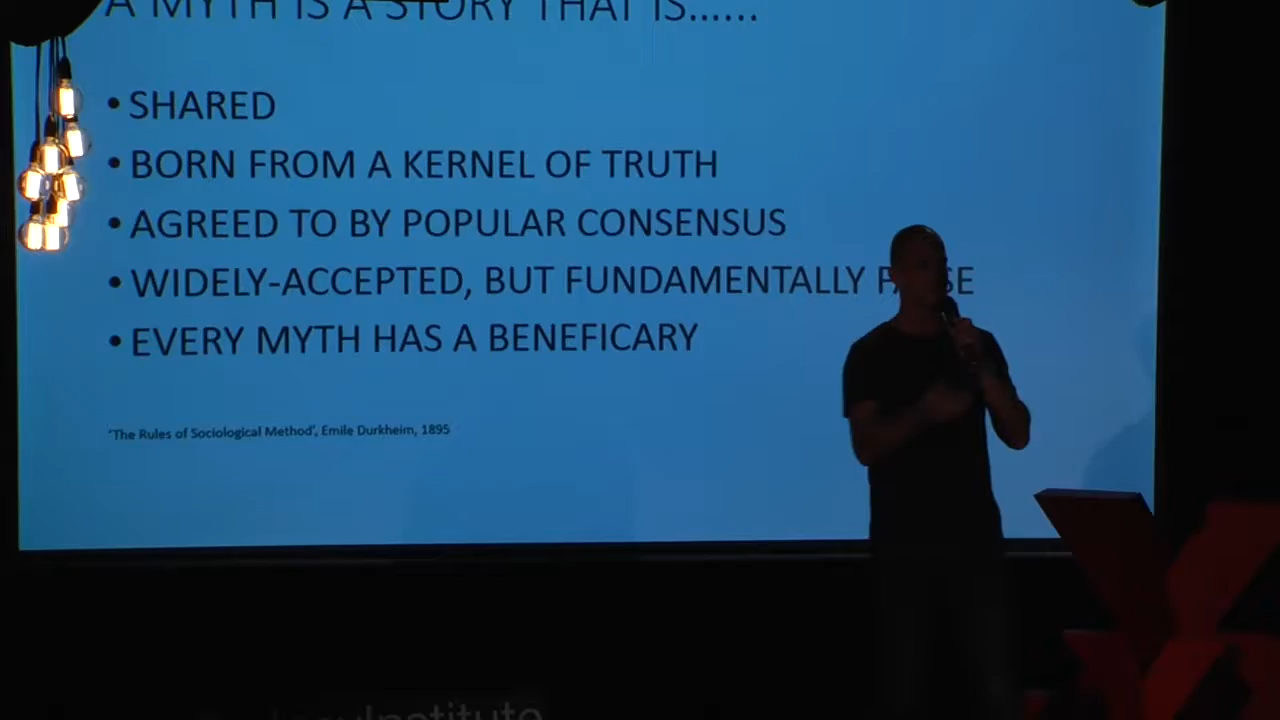 A MYTH IS A STORY THAT IS......
• SHARED
• BORN FROM A KERNEL OF TRUTH
• AGREED TO BY POPULAR CONSENSUS
• WIDELY-ACCEPTED, BUT FUNDAMENTALLY
• EVERY MYTH HAS A BENEFICARY
'The Rules of Sociological Method', Emile Durkheim, 1895